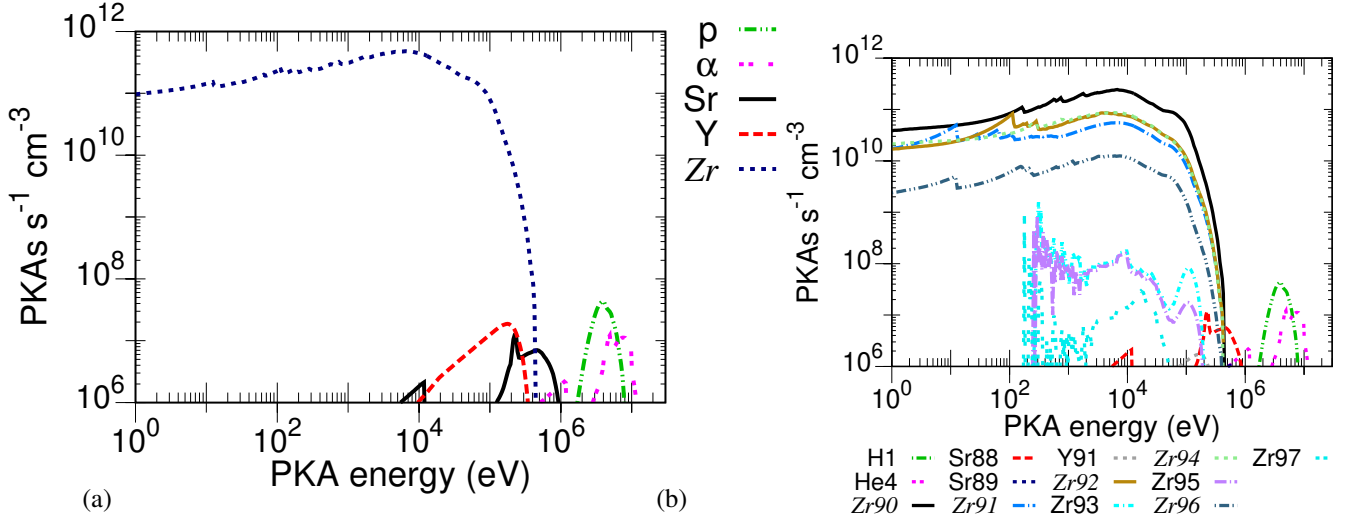 10^12
10^10
10^8
10^6
PKAs s^-1 cm^-3
10^0
10^2
10^4
10^6
PKA energy (eV)
(a)
p
α
Sr
Y
Zr
10^12
10^10
10^8
10^6
PKAs s^-1 cm^-3
10^0
10^2
10^4
10^6
PKA energy (eV)
(b)
H1 Sr88 Y91 Zr94 Zr97
He4 Sr89 Zr92 Zr95
Zr90 Zr91 Zr93 Zr96